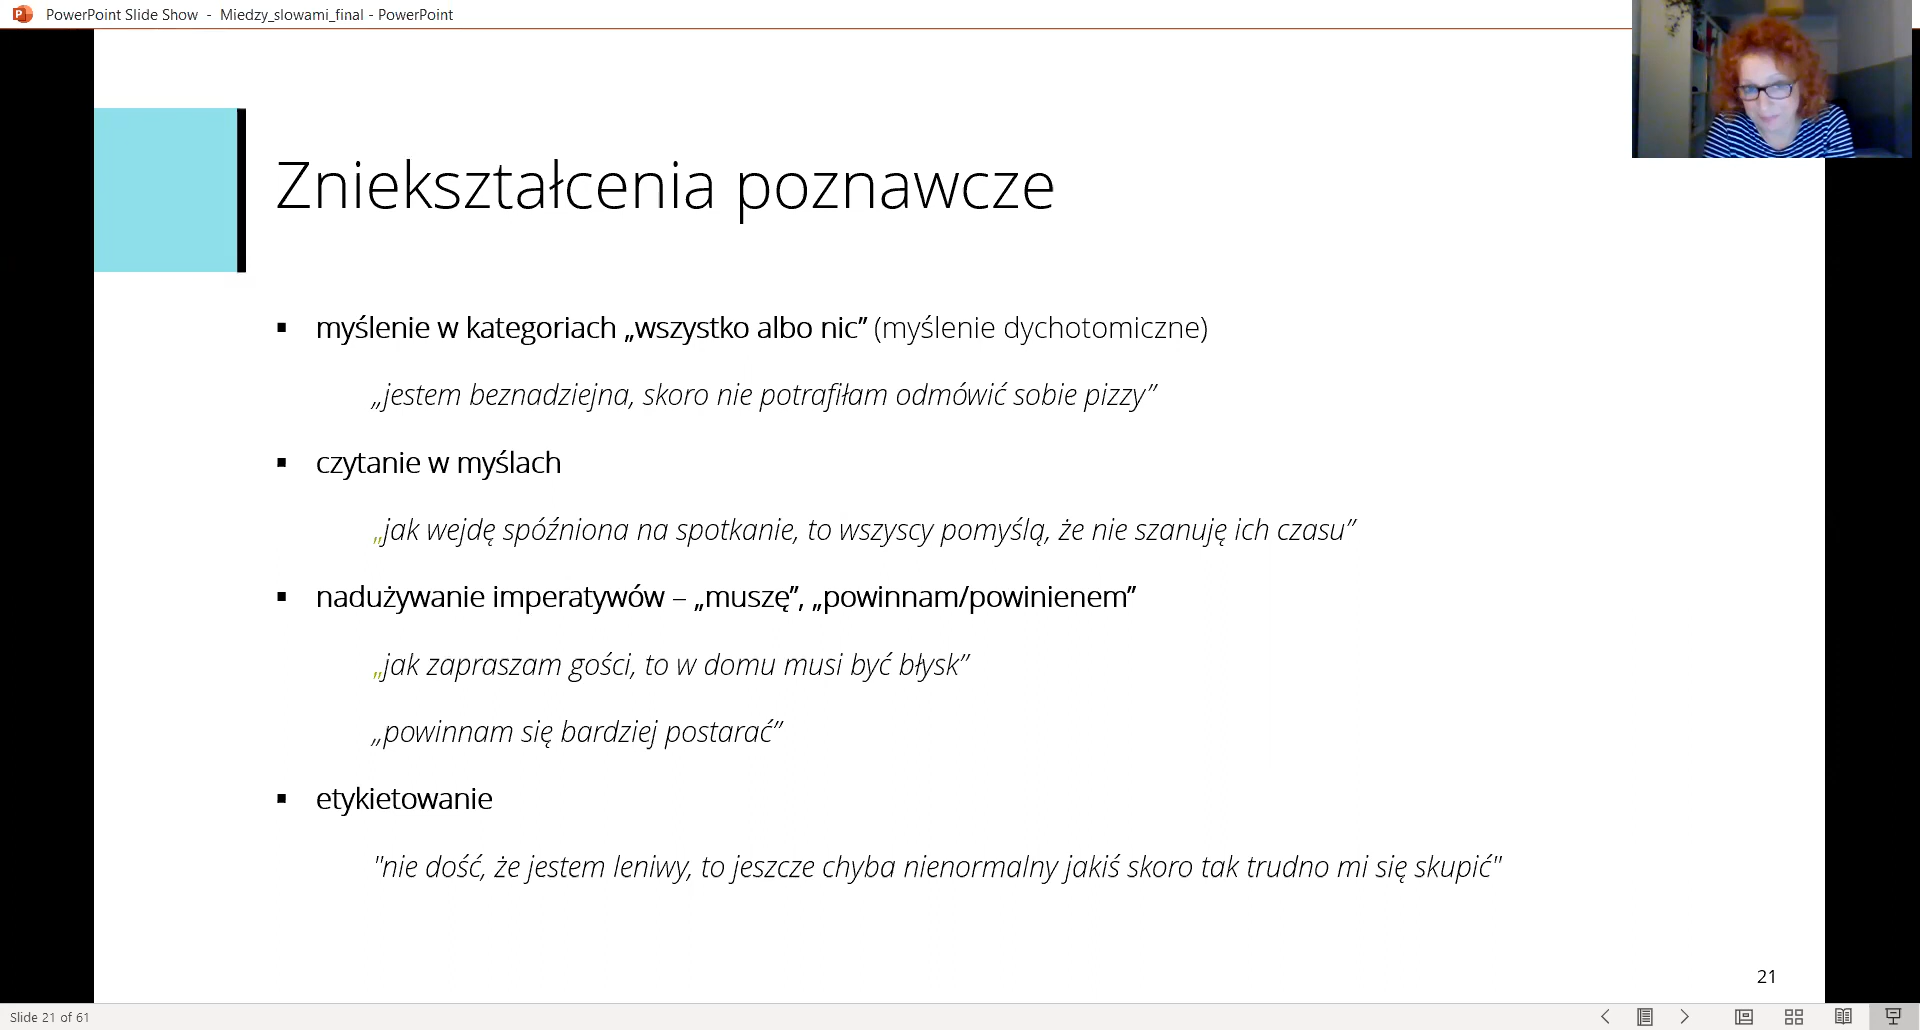 PowerPoint Slide Show - Miedzy_slowami_final - PowerPoint
Zniekształcenia poznawcze
▪ myślenie w kategoriach „wszystko albo nic” (myślenie dychotomiczne)
„jestem beznadziejna, skoro nie potrafiłam odmówić sobie pizzy”
▪ czytanie w myślach
„jak wejdę spóźniona na spotkanie, to wszyscy pomyślą, że nie szanuję ich czasu”
▪ nadużywanie imperatywów – „muszę”, „powinnam/powinienem”
„jak zapraszam gości, to w domu musi być błysk”
„powinnam się bardziej postarać”
▪ etykietowanie
"nie dość, że jestem leniwy, to jeszcze chyba nienormalny jakiś skoro tak trudno mi się skupić"
21
Slide 21 of 61